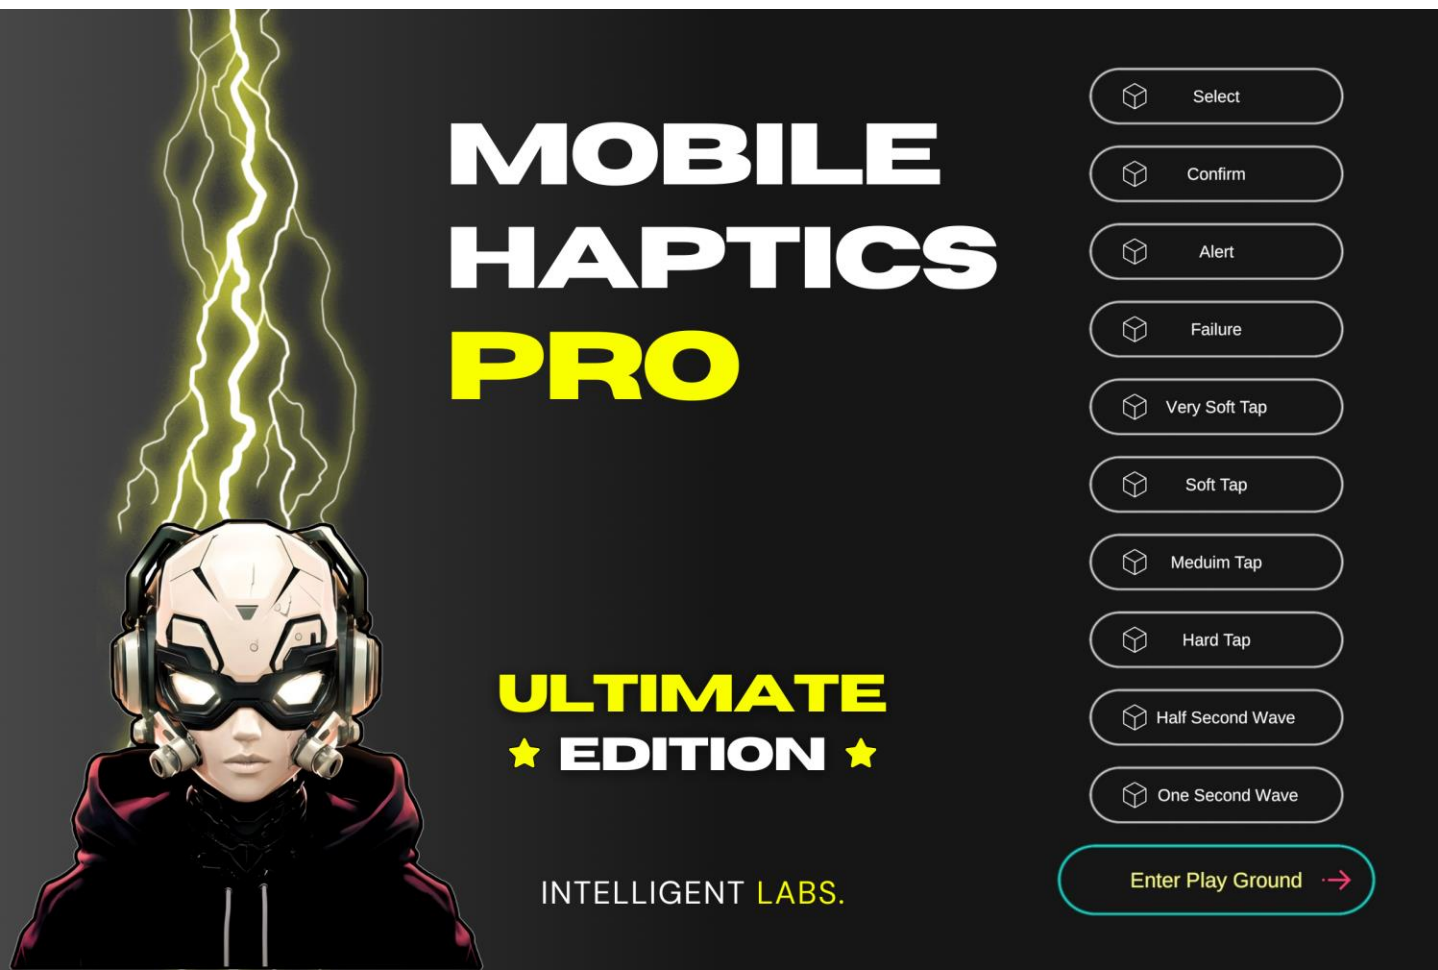 MOBILE
HAPTICS
PRO
ULTIMATE
EDITION
INTELLIGENT LABS.
Select
Confirm
Alert
Failure
Very Soft Tap
Soft Tap
Meduim Tap
Hard Tap
Half Second Wave
One Second Wave
Enter Play Ground